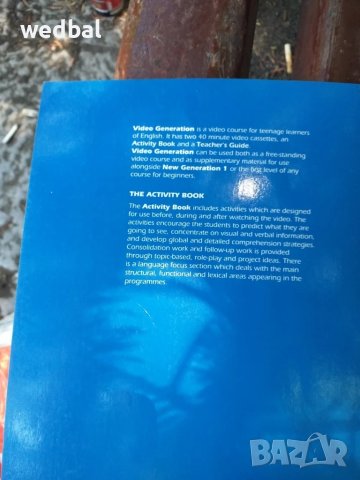 wedbal
Video Generation is a video course for teenage learners
of English. It has two 40 minute video cassettes, an
Activity Book and a Teacher's Guide.
Video Generation can be used both as a free-standing
video course and as supplementary material for use
alongside New Generation 1 or the first level of any
course for beginners.
THE ACTIVITY BOOK
The Activity Book includes activities which are designed
for use before, during and after watching the video. The
activities encourage the students to predict what they are
going to see, concentrate on visual and verbal information,
and develop global and detailed comprehension strategies.
Consolidation work and follow-up work is provided
through topic-based, role-play and project ideas. There
is a language focus section which deals with the main
structural, functional and lexical areas appearing in the
programmes.
BAZAR
bg